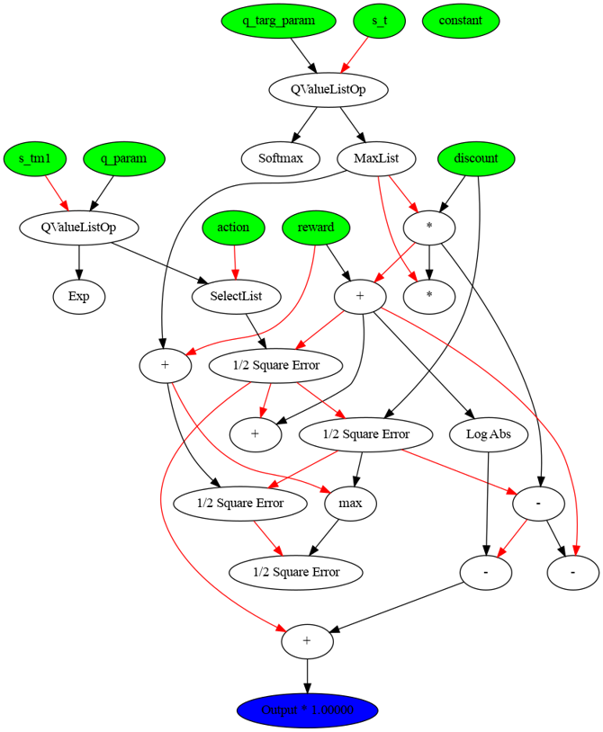 q_targ_param
s_t
constant
QValueListOp
Softmax
MaxList
s_tm1
q_param
discount
QValueListOp
action
reward
*
Exp
SelectList
+
*
+
1/2 Square Error
+
1/2 Square Error
Log Abs
1/2 Square Error
max
-
1/2 Square Error
-
-
+
Output * 1.00000